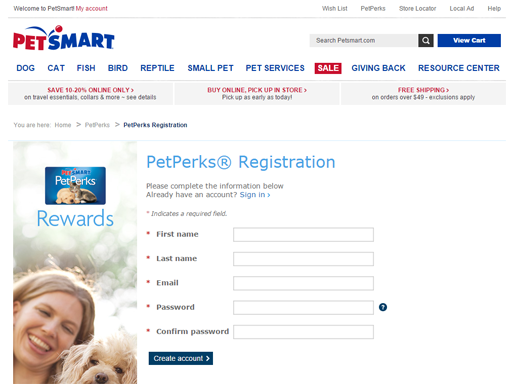 Welcome to PetSmart! My account
Wish List PetPerks Store Locator Local Ad Help
PETSMART
Search Petsmart.com
View Cart
DOG CAT FISH BIRD REPTILE SMALL PET PET SERVICES SALE GIVING BACK RESOURCE CENTER
SAVE 10-20% ONLINE ONLY >
on travel essentials, collars & more – see details
BUY ONLINE, PICK UP IN STORE >
Pick up as early as today!
FREE SHIPPING >
on orders over $49 - exclusions apply
You are here: Home > PetPerks > PetPerks Registration
PETSMART
PetPerks
Rewards
PetPerks® Registration
Please complete the information below
Already have an account? Sign in ›
* Indicates a required field.
* First name
* Last name
* Email
* Password
?
* Confirm password
Create account ›